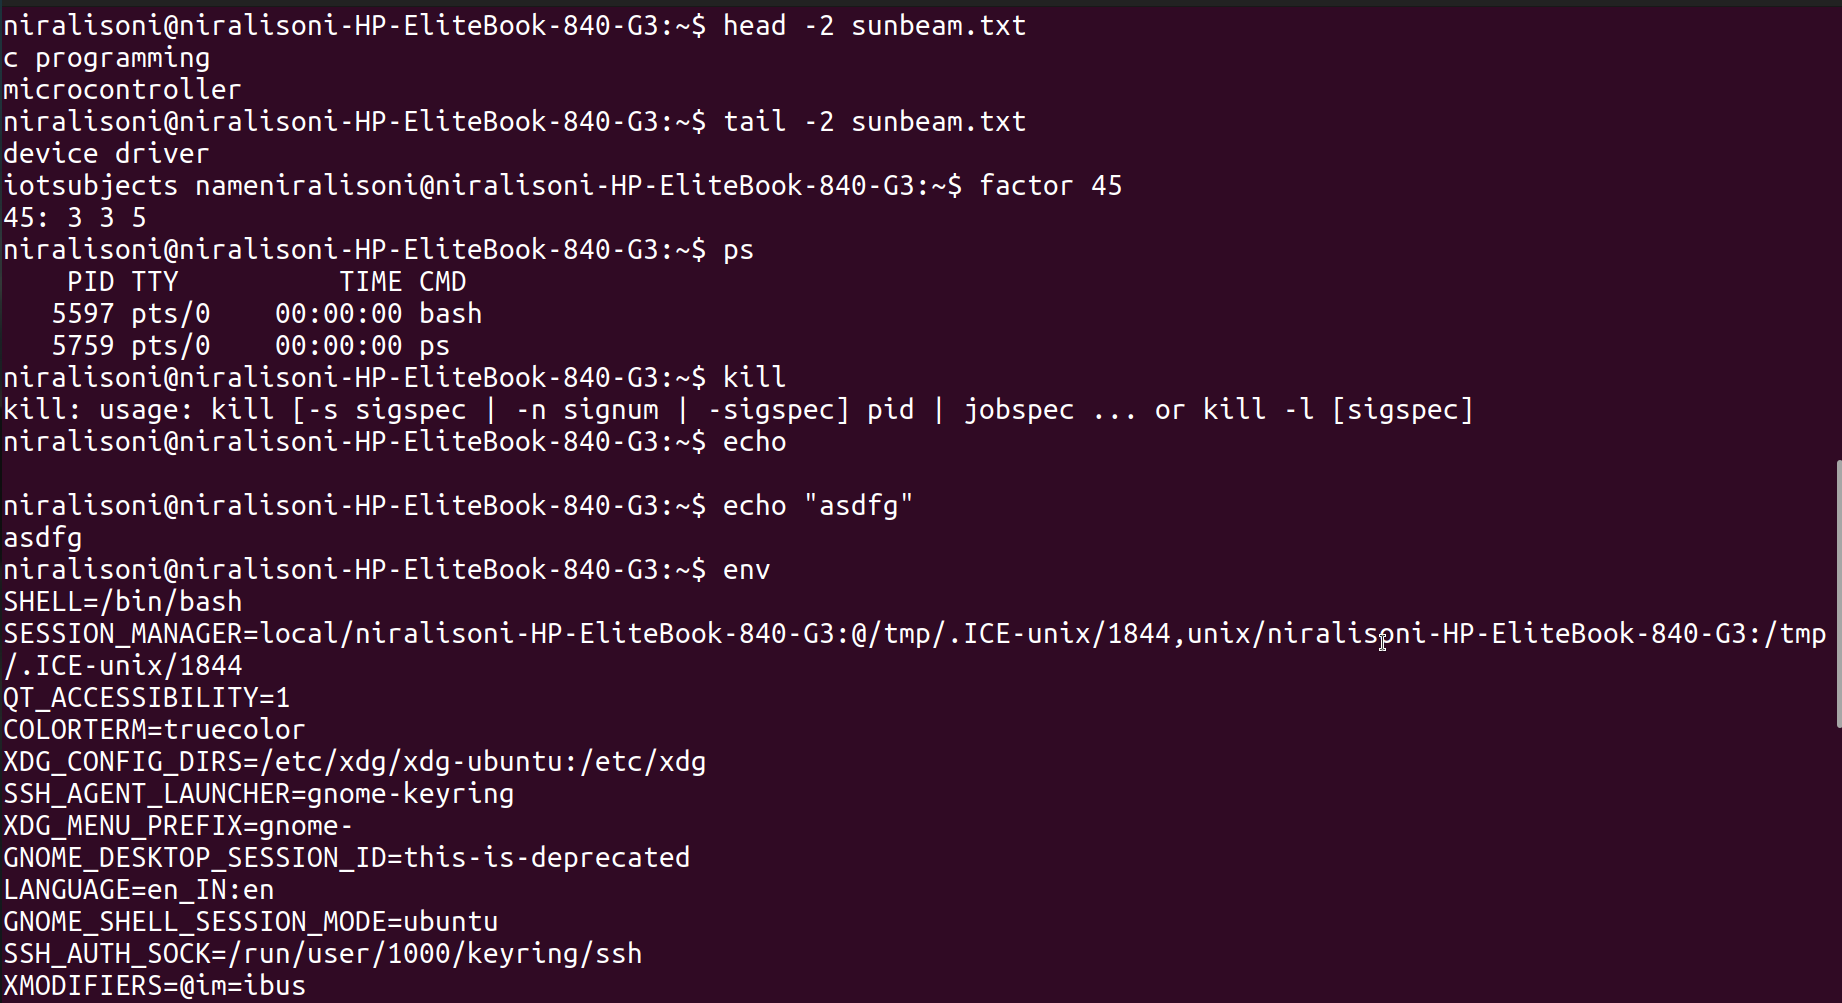 niralisoni@niralisoni-HP-EliteBook-840-G3:~$ head -2 sunbeam.txt
c programming
microcontroller
niralisoni@niralisoni-HP-EliteBook-840-G3:~$ tail -2 sunbeam.txt
device driver
iotsubjects nameniralisoni@niralisoni-HP-EliteBook-840-G3:~$ factor 45
45: 3 3 5
niralisoni@niralisoni-HP-EliteBook-840-G3:~$ ps
    PID TTY          TIME CMD
   5597 pts/0    00:00:00 bash
   5759 pts/0    00:00:00 ps
niralisoni@niralisoni-HP-EliteBook-840-G3:~$ kill
kill: usage: kill [-s sigspec | -n signum | -sigspec] pid | jobspec ... or kill -l [sigspec]
niralisoni@niralisoni-HP-EliteBook-840-G3:~$ echo

niralisoni@niralisoni-HP-EliteBook-840-G3:~$ echo "asdfg"
asdfg
niralisoni@niralisoni-HP-EliteBook-840-G3:~$ env
SHELL=/bin/bash
SESSION_MANAGER=local/niralisoni-HP-EliteBook-840-G3:@/tmp/.ICE-unix/1844,unix/niralisoni-HP-EliteBook-840-G3:/tmp
/.ICE-unix/1844
QT_ACCESSIBILITY=1
COLORTERM=truecolor
XDG_CONFIG_DIRS=/etc/xdg/xdg-ubuntu:/etc/xdg
SSH_AGENT_LAUNCHER=gnome-keyring
XDG_MENU_PREFIX=gnome-
GNOME_DESKTOP_SESSION_ID=this-is-deprecated
LANGUAGE=en_IN:en
GNOME_SHELL_SESSION_MODE=ubuntu
SSH_AUTH_SOCK=/run/user/1000/keyring/ssh
XMODIFIERS=@im=ibus